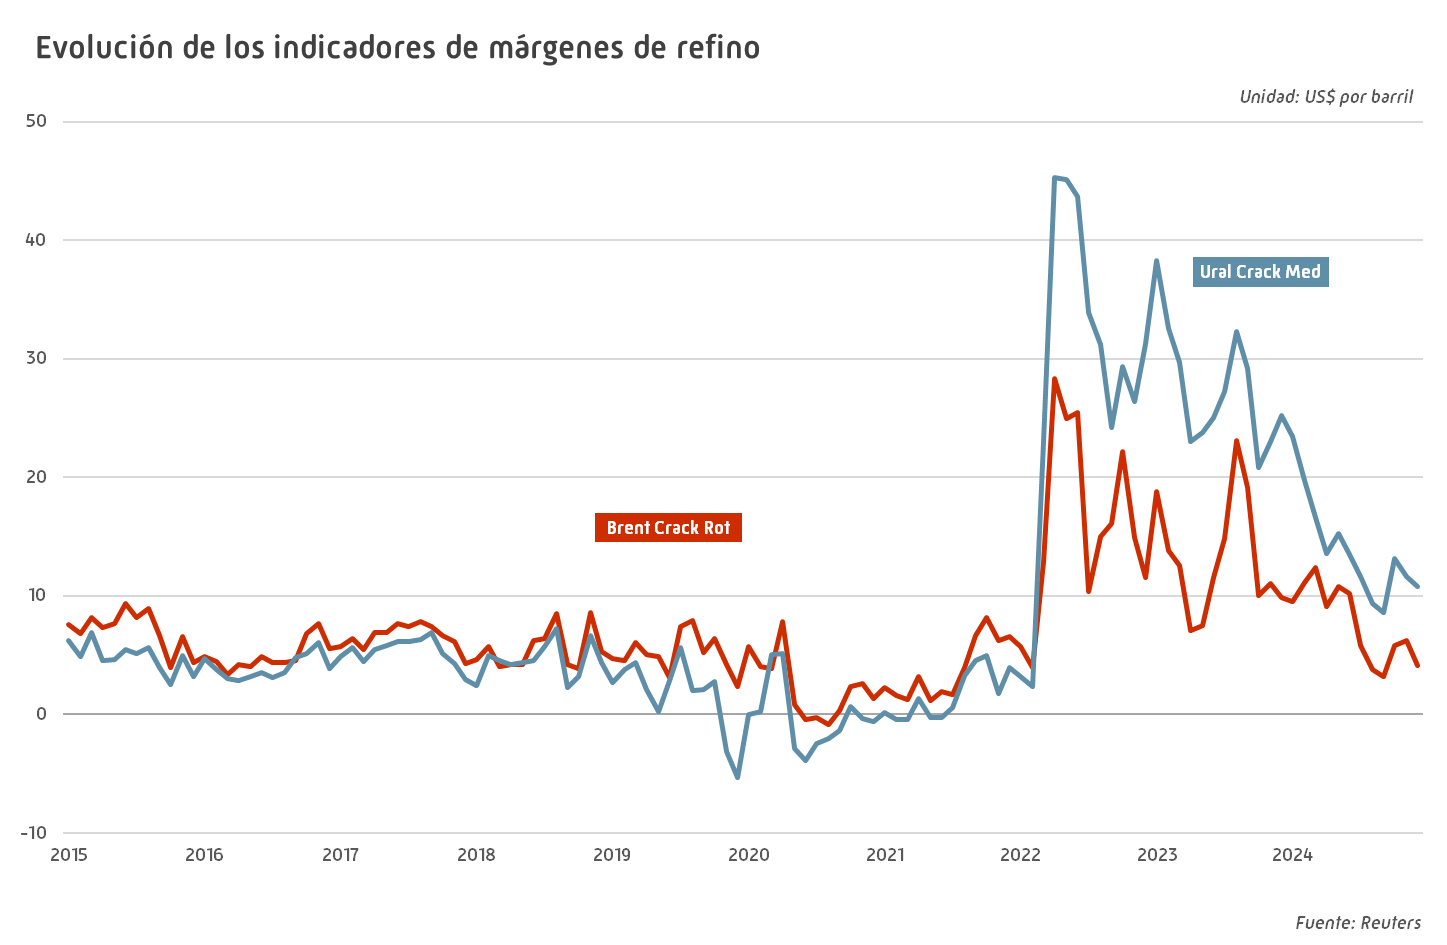 Evolución de los indicadores de márgenes de refino
Unidad: US$ por barril
50
40
30
20
10
0
-10
Ural Crack Med
Brent Crack Rot
2015 2016 2017 2018 2019 2020 2021 2022 2023 2024
Fuente: Reuters